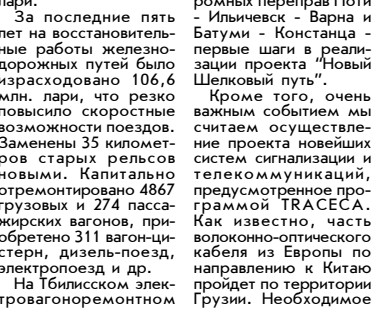 лари.
За последние пять
лет на восстановитель-
ные работы железно-
дорожных путей было
израсходовано 106,6
млн. лари, что резко
повысило скоростные
возможности поездов.
Заменены 35 километ-
ров старых рельсов
новыми. Капитально
отремонтировано 4867
грузовых и 274 пасса-
жирских вагонов, при-
обретено 311 вагон-ци-
стерн, дизель-поезд,
электропоезд и др.
На Тбилисском элек-
тровагоноремонтном
ромных переправ Поти
- Ильичевск - Варна и
Батуми - Констанца -
первые шаги в реали-
зации проекта “Новый
Шелковый путь”.
Кроме того, очень
важным событием мы
считаем осуществле-
ние проекта новейших
систем сигнализации и
телекоммуникаций,
предусмотренное про-
граммой TRACECA.
Как известно, часть
волоконно-оптического
кабеля из Европы по
направлению к Китаю
пройдет по территории
Грузии. Необходимое